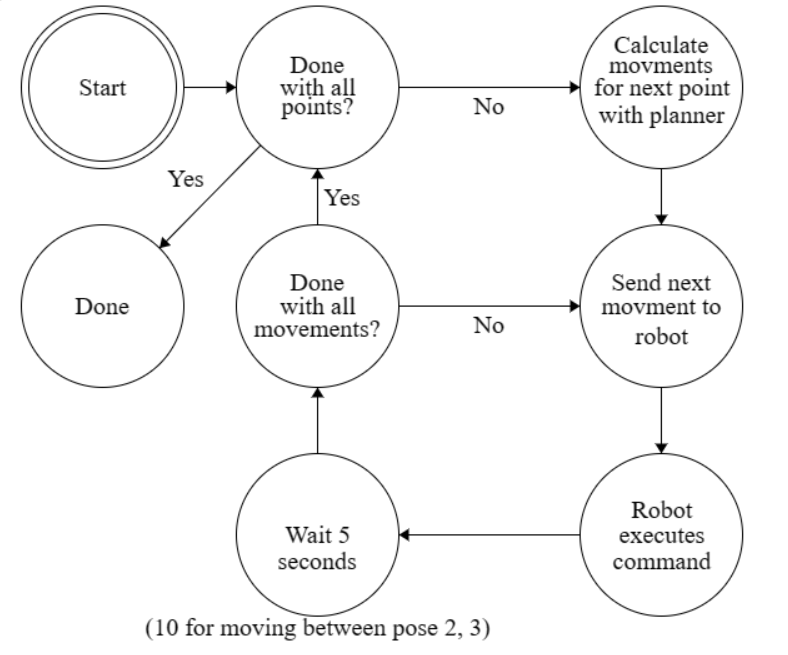 Start
Done
with all
points?
No
Calculate
movments
for next point
with planner
Yes
Yes
Done
Done
with all
movements?
No
Send next
movment to
robot
Wait 5
seconds
Robot
executes
command
(10 for moving between pose 2, 3)